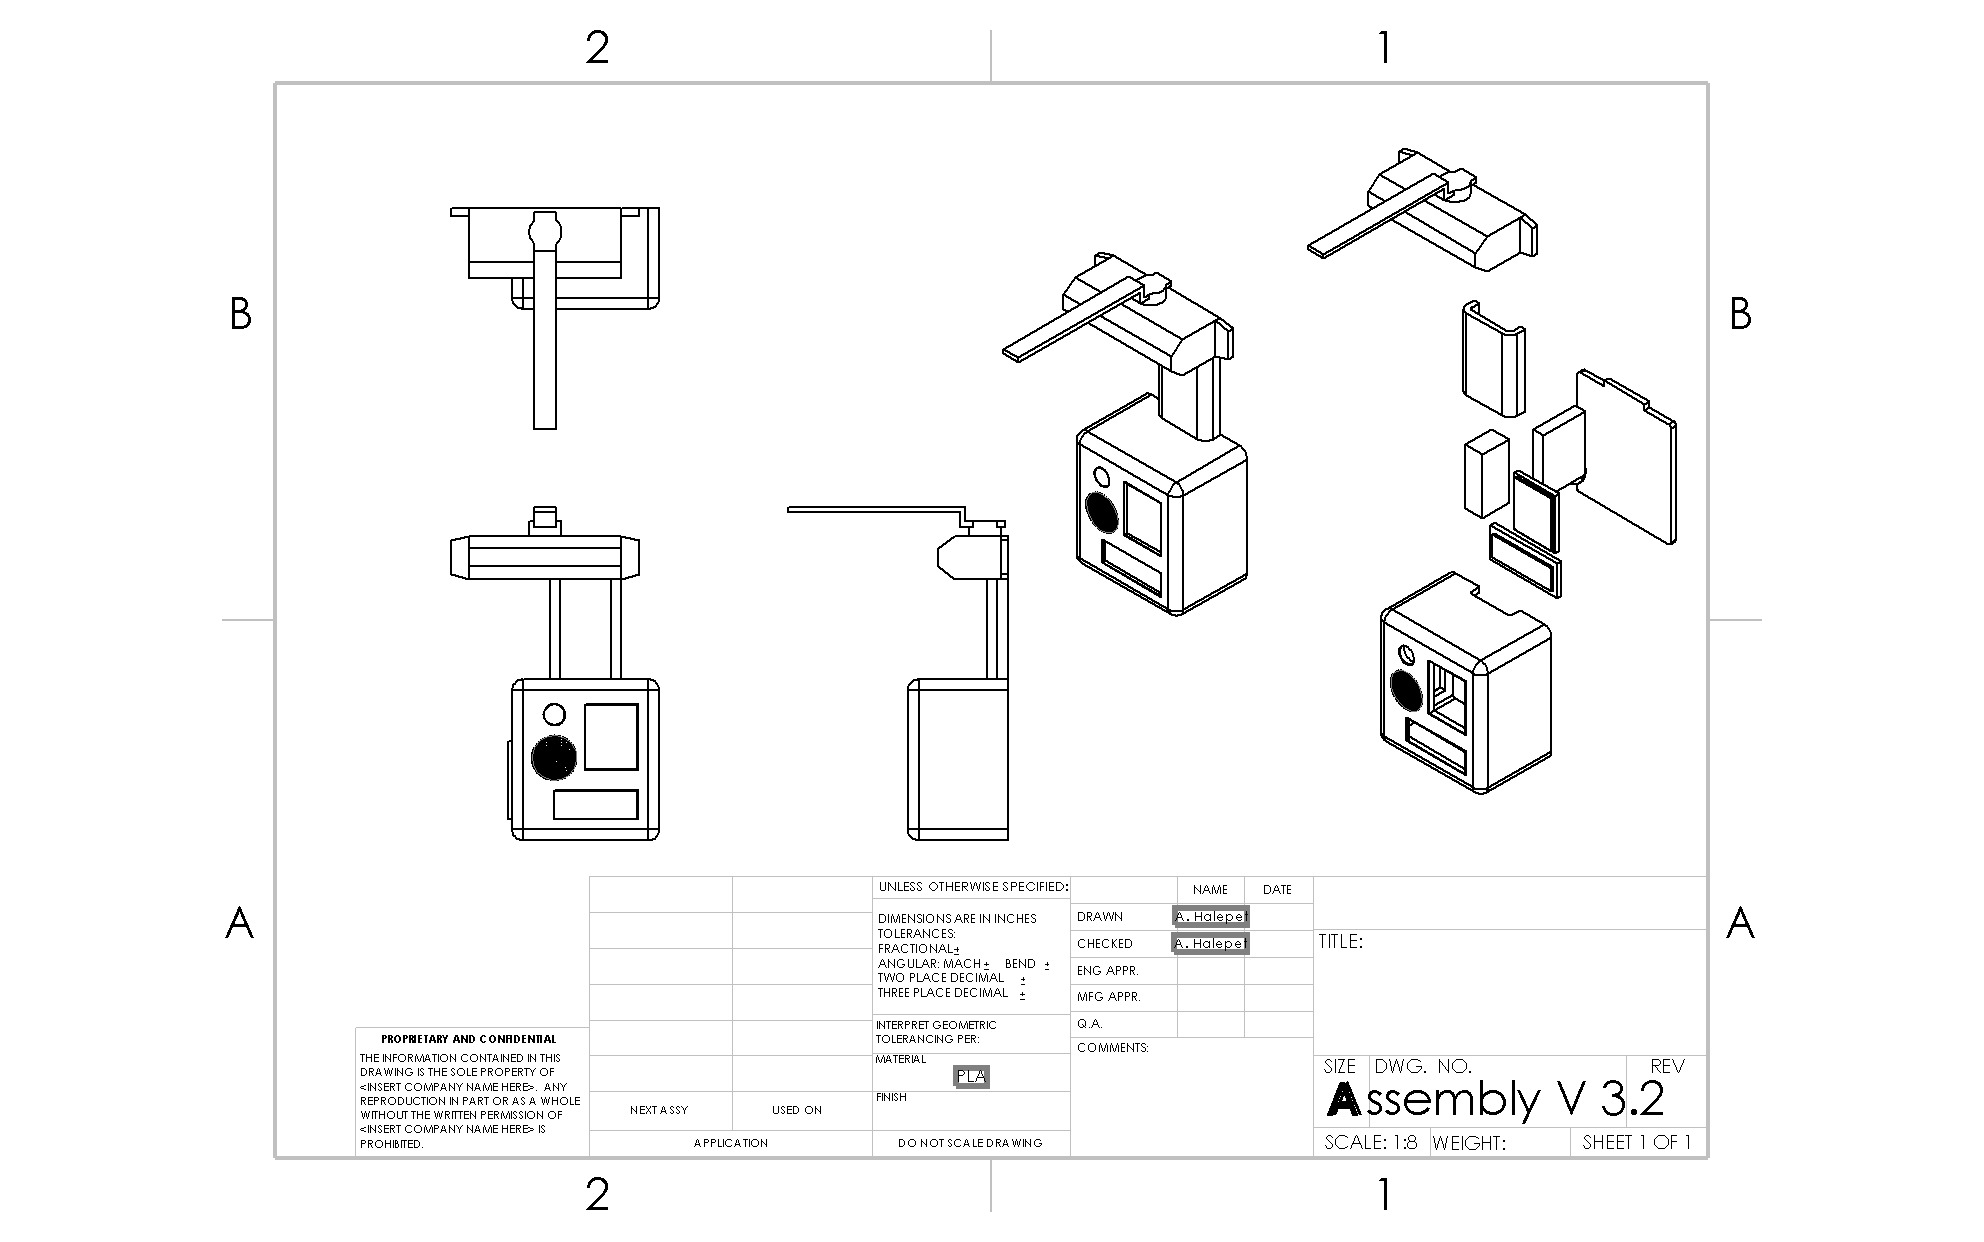 2 1
B B
A A
UNLESS OTHERWISE SPECIFIED:
DIMENSIONS ARE IN INCHES
TOLERANCES:
FRACTIONAL±
ANGULAR: MACH± BEND ±
TWO PLACE DECIMAL ±
THREE PLACE DECIMAL ±
INTERPRET GEOMETRIC
TOLERANCING PER:
MATERIAL
PLA
FINISH
DO NOT SCALE DRAWING
NAME DATE
DRAWN A. Halepet
CHECKED A. Halepet
ENG APPR.
MFG APPR.
Q.A.
COMMENTS:
TITLE:
SIZE DWG. NO. REV
Assembly V 3.2
SCALE: 1:8 WEIGHT: SHEET 1 OF 1
PROPRIETARY AND CONFIDENTIAL
THE INFORMATION CONTAINED IN THIS
DRAWING IS THE SOLE PROPERTY OF
<INSERT COMPANY NAME HERE>. ANY
REPRODUCTION IN PART OR AS A WHOLE
WITHOUT THE WRITTEN PERMISSION OF
<INSERT COMPANY NAME HERE> IS
PROHIBITED.
NEXT ASSY USED ON
APPLICATION
2 1